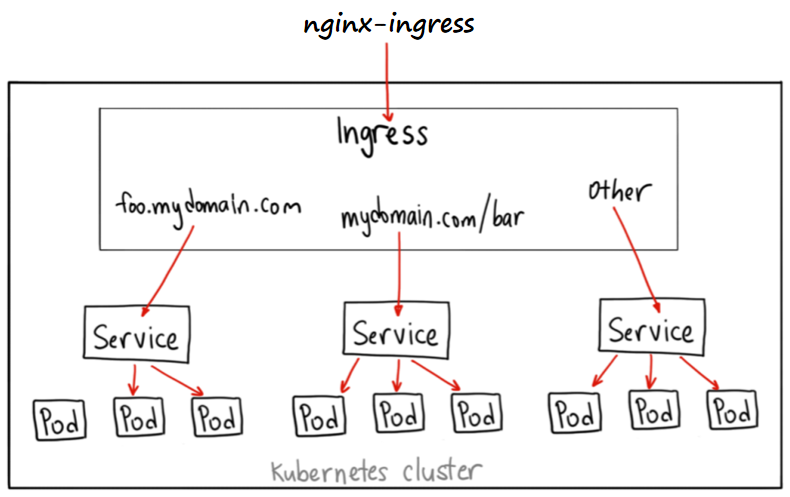 nginx-ingress
Ingress
foo.mydomain.com
mydomain.com/bar
Other
Service
Service
Service
Pod
Pod
Pod
Pod
Pod
Pod
Pod
Pod
Pod
Kubernetes cluster